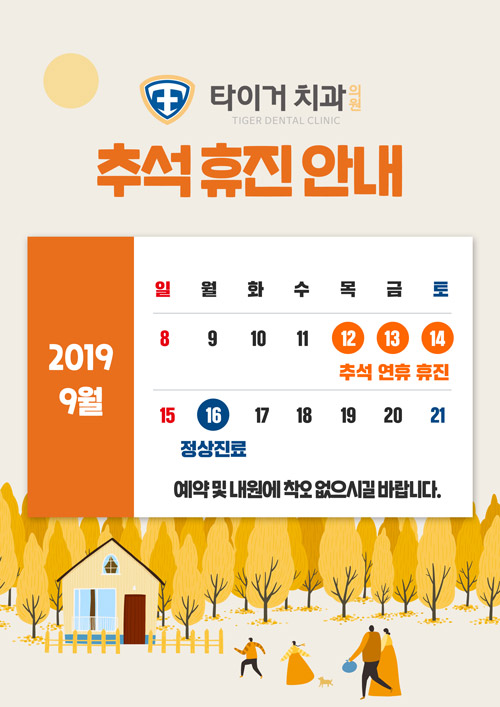 타이거 치과의원
TIGER DENTAL CLINIC
추석 휴진 안내
2019
9월
일 월 화 수 목 금 토
8 9 10 11 12 13 14
추석 연휴 휴진
15 16 17 18 19 20 21
정상진료
예약 및 내원에 착오 없으시길 바랍니다.